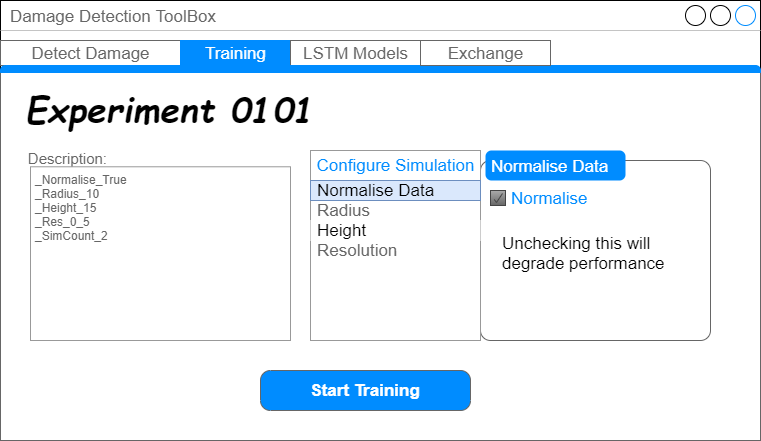 Damage Detection ToolBox
Detect Damage Training LSTM Models Exchange
Experiment 0101
Description:
_Normalise_True
_Radius_10
_Height_15
_Res_0_5
_SimCount_2
Configure Simulation
Normalise Data
Radius
Height
Resolution
Normalise Data
Normalise
Unchecking this will
degrade performance
Start Training